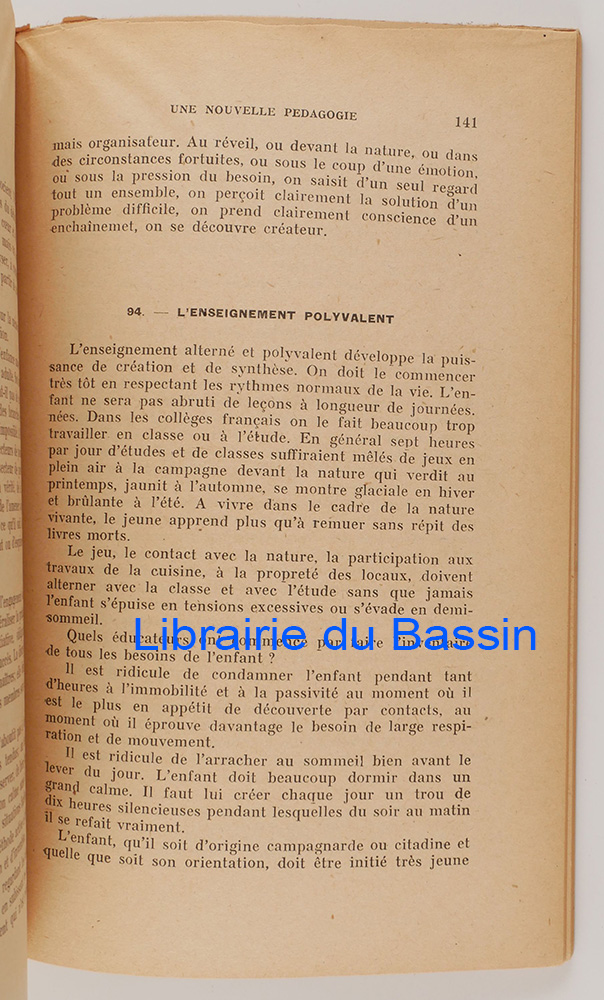 UNE NOUVELLE PEDAGOGIE
141
mais organisateur. Au réveil, ou devant la nature, ou dans
des circonstances fortuites, ou sous le coup d'une émotion,
où sous la pression du besoin, on saisit d'un seul regard
tout un ensemble, on perçoit clairement la solution d'un
problème difficile, on prend clairement conscience d'un
enchaînemet, on se découvre créateur.
94. — L'ENSEIGNEMENT POLYVALENT
L'enseignement alterné et polyvalent développe la puis-
sance de création et de synthèse. On doit le commencer
très tôt en respectant les rythmes normaux de la vie. L'en-
fant ne sera pas abruti de leçons à longueur de journées.
nées. Dans les collèges français on le fait beaucoup trop
travailler en classe ou à l'étude. En général sept heures
par jour d'études et de classes suffiraient mêlés de jeux en
plein air à la campagne devant la nature qui verdit au
printemps, jaunit à l'automne, se montre glaciale en hiver
et brûlante à l'été. A vivre dans le cadre de la nature
vivante, le jeune apprend plus qu'à remuer sans répit des
livres morts.
Le jeu, le contact avec la nature, la participation aux
travaux de la cuisine, à la propreté des locaux, doivent
alterner avec la classe et avec l'étude sans que jamais
l'enfant s'épuise en tensions excessives ou s'évade en demi-
sommeil.
Quels éducateurs ont commencé par faire l'inventaire
de tous les besoins de l'enfant ?
Librairie du Bassin
Il est ridicule de condamner l'enfant pendant tant
d'heures à l'immobilité et à la passivité au moment où il
est le plus en appétit de découverte par contacts, au
moment où il éprouve davantage le besoin de large respi-
ration et de mouvement.
Il est ridicule de l'arracher au sommeil bien avant le
lever du jour. L'enfant doit beaucoup dormir dans un
grand calme. Il faut lui créer chaque jour un trou de
dix heures silencieuses pendant lesquelles du soir au matin
il se refait vraiment.
L'enfant, qu'il soit d'origine campagnarde ou citadine et
quelle que soit son orientation, doit être initié très jeune